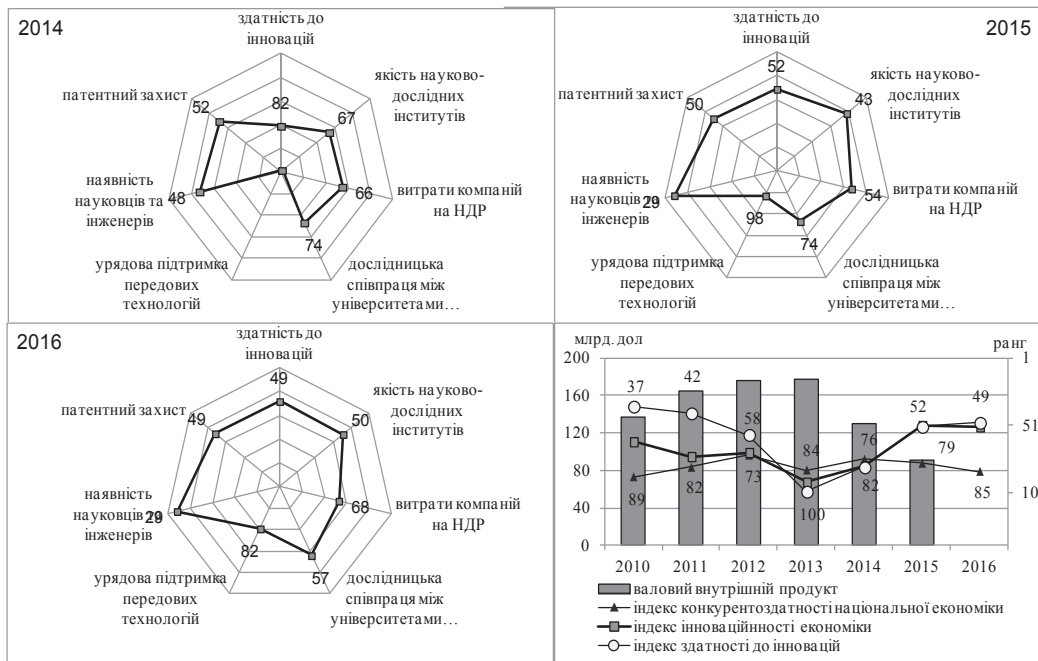 2014
здатність до
інновацій
патентний захист
52
82
67
якість науково-
дослідних
інститутів
наявність
науковців та
інженерів
48
66
витрати компаній
на НДР
74
урядова підтримка
передових
технологій
дослідницька
співпраця між
університетами…
2015
здатність до
інновацій
52
патентний захист
50
43
якість науково-
дослідних
інститутів
наявність
науковців та
інженерів
29
54
витрати компаній
на НДР
98
74
урядова підтримка
передових
технологій
дослідницька
співпраця між
університетами…
2016
здатність до
інновацій
49
патентний захист
49
50
якість науково-
дослідних
інститутів
наявність
науковців та
інженерів
29
68
витрати компаній
на НДР
82
57
урядова підтримка
передових
технологій
дослідницька
співпраця між
університетами…
млрд. дол
ранг
200
160
120
80
40
0
1
51
10
37
42
58
84
76
52
49
89
82
73
100
82
79
85
2010 2011 2012 2013 2014 2015 2016
валовий внутрішній продукт
індекс конкурентоздатності національної економіки
індекс інноваційнності економіки
індекс здатності до інновацій